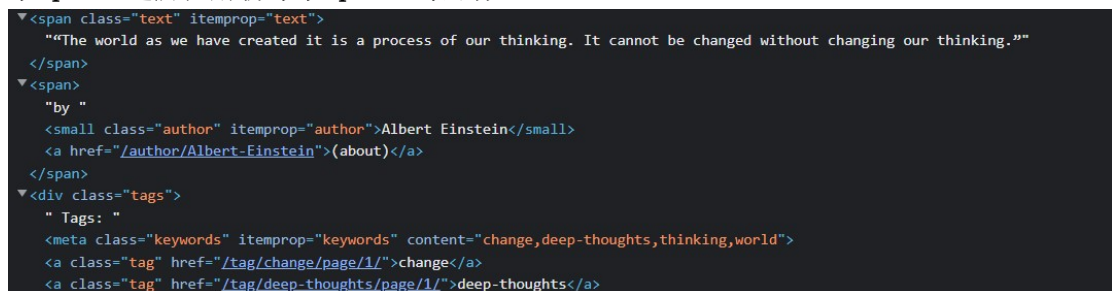 <span class="text" itemprop="text">
"“The world as we have created it is a process of our thinking. It cannot be changed without changing our thinking.”"
</span>
<span>
"by "
<small class="author" itemprop="author">Albert Einstein</small>
<a href="/author/Albert-Einstein">(about)</a>
</span>
<div class="tags">
" Tags: "
<meta class="keywords" itemprop="keywords" content="change,deep-thoughts,thinking,world">
<a class="tag" href="/tag/change/page/1/">change</a>
<a class="tag" href="/tag/deep-thoughts/page/1/">deep-thoughts</a>